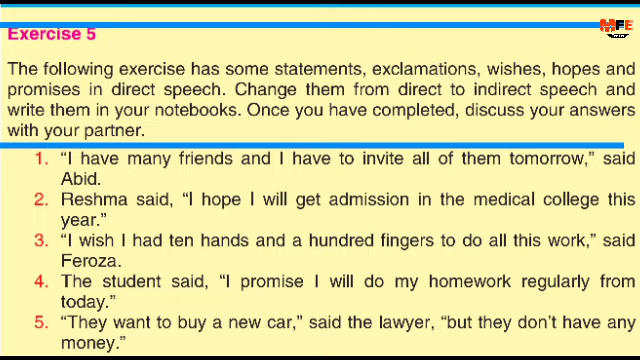 MFE
Exercise 5
The following exercise has some statements, exclamations, wishes, hopes and
promises in direct speech. Change them from direct to indirect speech and
write them in your notebooks. Once you have completed, discuss your answers
with your partner.
1. "I have many friends and I have to invite all of them tomorrow," said
Abid.
2. Reshma said, "I hope I will get admission in the medical college this
year."
3. "I wish I had ten hands and a hundred fingers to do all this work," said
Feroza.
4. The student said, "I promise I will do my homework regularly from
today."
5. "They want to buy a new car," said the lawyer, "but they don't have any
money."